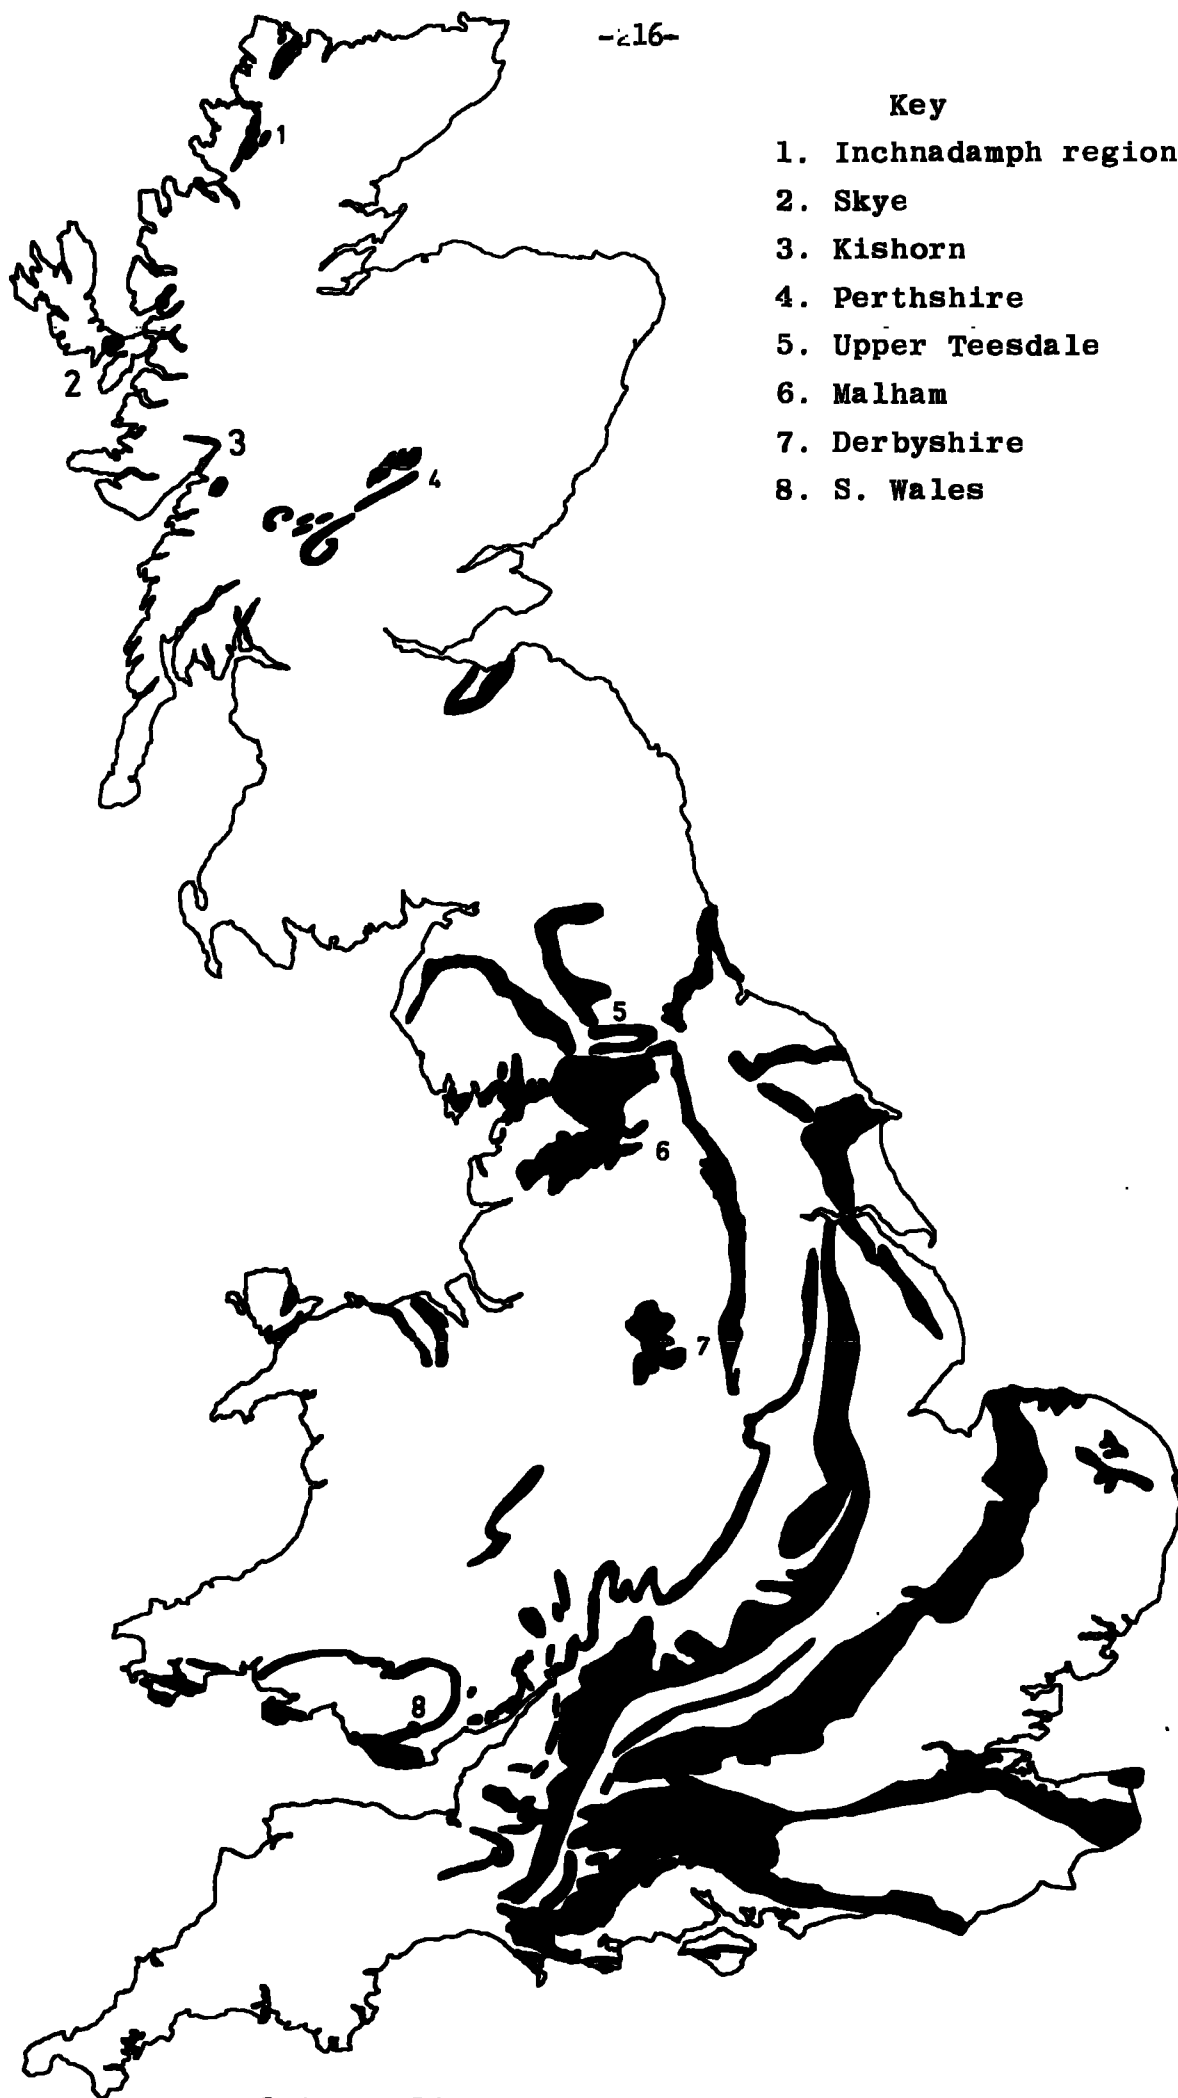 -216-
Key
1. Inchnadamph region
2. Skye
3. Kishorn
4. Perthshire
5. Upper Teesdale
6. Malham
7. Derbyshire
8. S. Wales
1
2
3
4
5
6
7
8